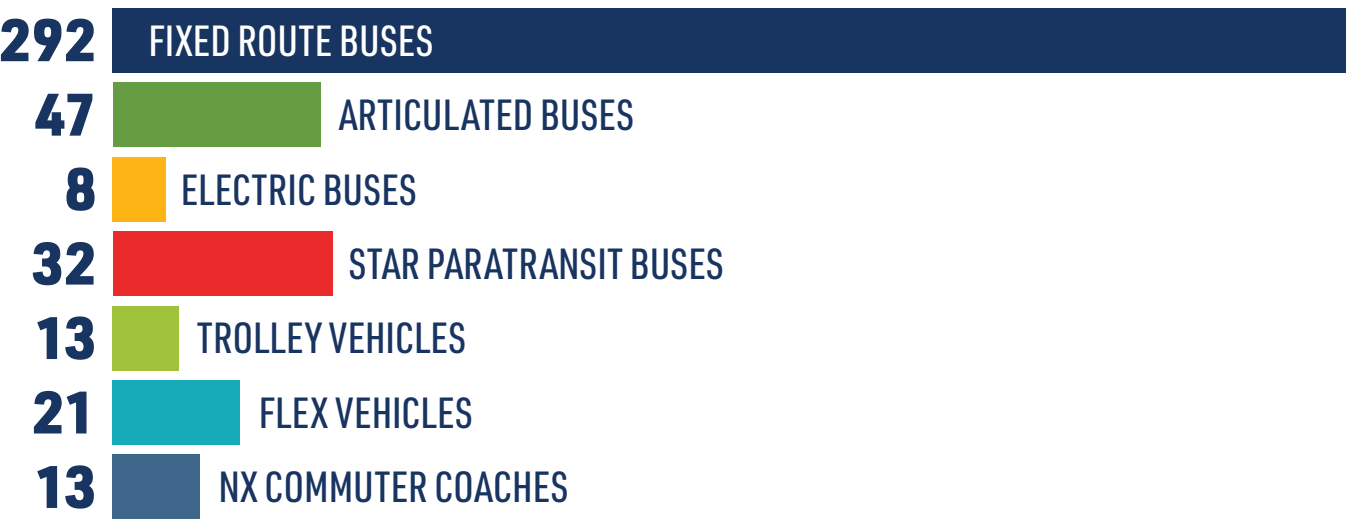 292 FIXED ROUTE BUSES
47 ARTICULATED BUSES
8 ELECTRIC BUSES
32 STAR PARATRANSIT BUSES
13 TROLLEY VEHICLES
21 FLEX VEHICLES
13 NX COMMUTER COACHES